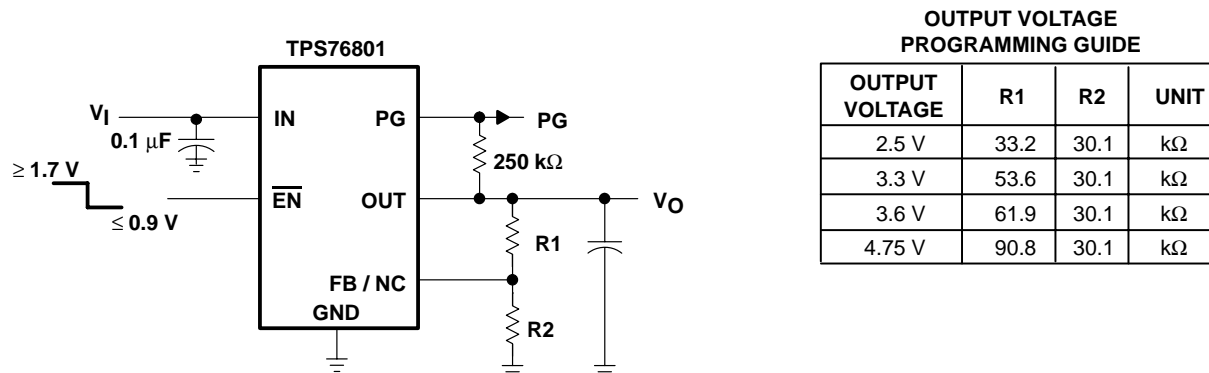 TPS76801
VI
0.1 μF
≥ 1.7 V
≤ 0.9 V
IN
EN
PG
OUT
FB / NC
GND
PG
250 kΩ
VO
R1
R2
OUTPUT VOLTAGE
PROGRAMMING GUIDE
OUTPUT VOLTAGE R1 R2 UNIT
2.5 V 33.2 30.1 kΩ
3.3 V 53.6 30.1 kΩ
3.6 V 61.9 30.1 kΩ
4.75 V 90.8 30.1 kΩ